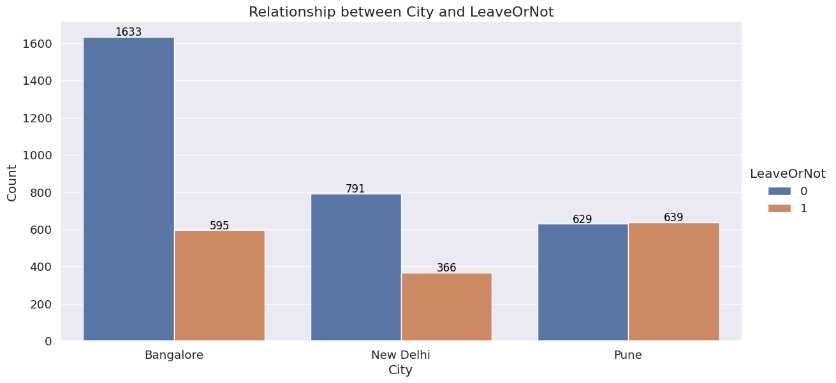 Relationship between City and LeaveOrNot
Count
1600
1400
1200
1000
800
600
400
200
0
1633
595
791
366
629
639
Bangalore
New Delhi
Pune
City
LeaveOrNot
0
1